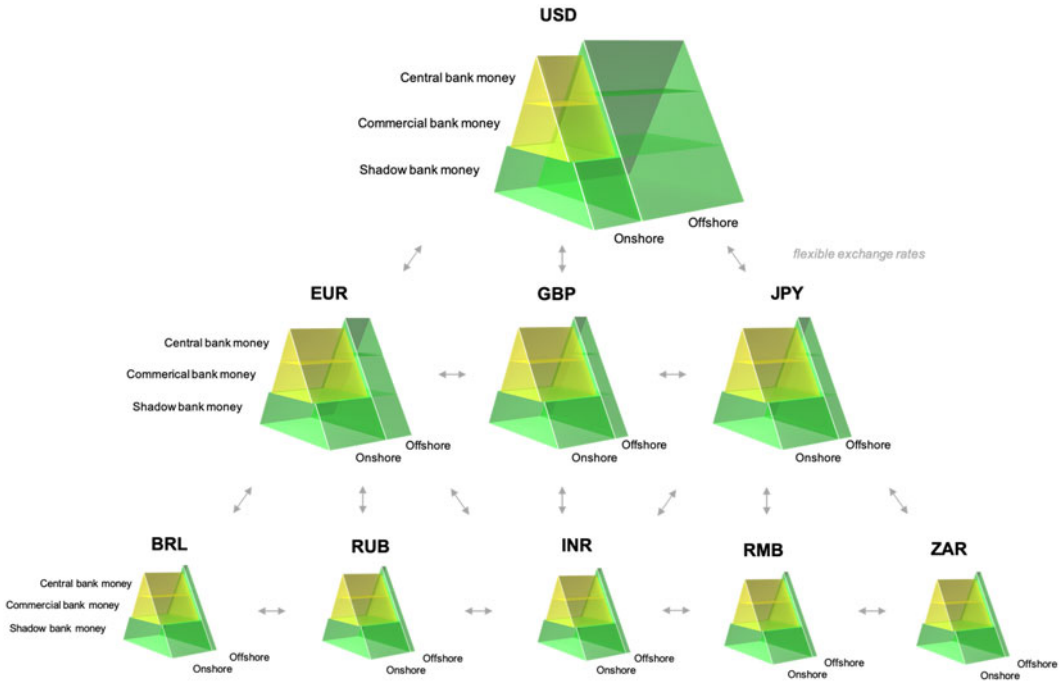 USD
Central bank money
Commercial bank money
Shadow bank money
Offshore
Onshore
flexible exchange rates
EUR
GBP
JPY
Central bank money
Commerical bank money
Shadow bank money
Offshore
Onshore
Offshore
Onshore
Offshore
Onshore
BRL
RUB
INR
RMB
ZAR
Central bank money
Commercial bank money
Shadow bank money
Offshore
Onshore
Offshore
Onshore
Offshore
Onshore
Offshore
Onshore
Offshore
Onshore